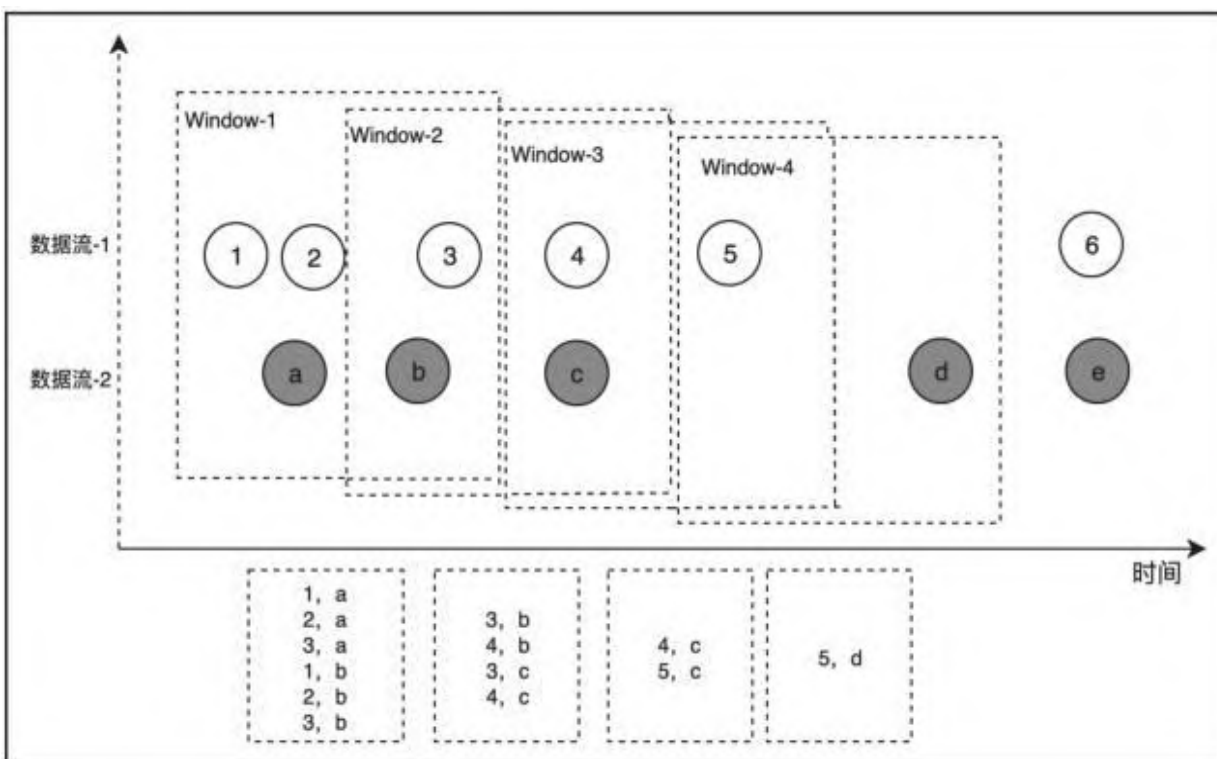 Window-1
Window-2
Window-3
Window-4
数据流-1
1
2
3
4
5
6
数据流-2
a
b
c
d
e
时间
1, a
2, a
3, a
1, b
2, b
3, b
3, b
4, b
3, c
4, c
4, c
5, c
5, d